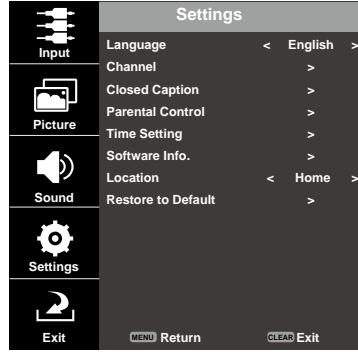 Settings
Input
Picture
Sound
Settings
Exit
Language < English >
Channel >
Closed Caption >
Parental Control >
Time Setting >
Software Info. >
Location < Home >
Restore to Default >
MENU Return CLEAR Exit